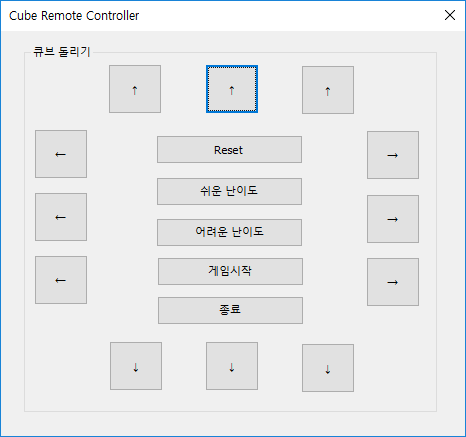 Cube Remote Controller
큐브 돌리기
↑ ↑ ↑
← Reset →
쉬운 난이도
← 어려운 난이도 →
← 게임시작 →
종료
↓ ↓ ↓